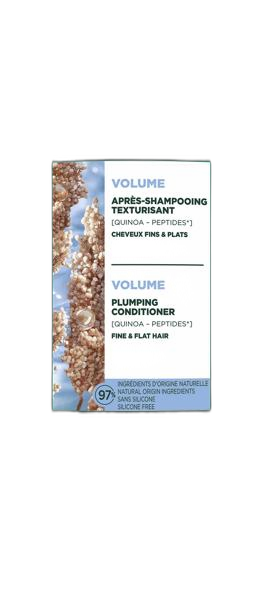 VOLUME
APRÈS-SHAMPOOING
TEXTURISANT
[QUINOA – PEPTIDES*]
CHEVEUX FINS & PLATS
VOLUME
PLUMPING
CONDITIONER
[QUINOA – PEPTIDES*]
FINE & FLAT HAIR
97%
INGRÉDIENTS D'ORIGINE NATURELLE
NATURAL ORIGIN INGREDIENTS
SANS SILICONE
SILICONE FREE